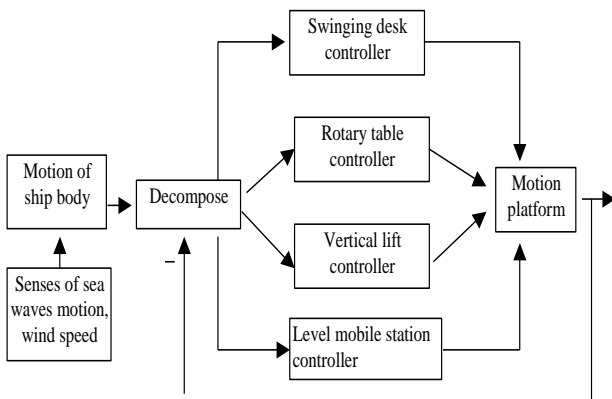 Swinging desk
controller
Rotary table
controller
Motion of
ship body
Decompose
Motion
platform
Vertical lift
controller
Senses of sea
waves motion,
wind speed
–
Level mobile station
controller